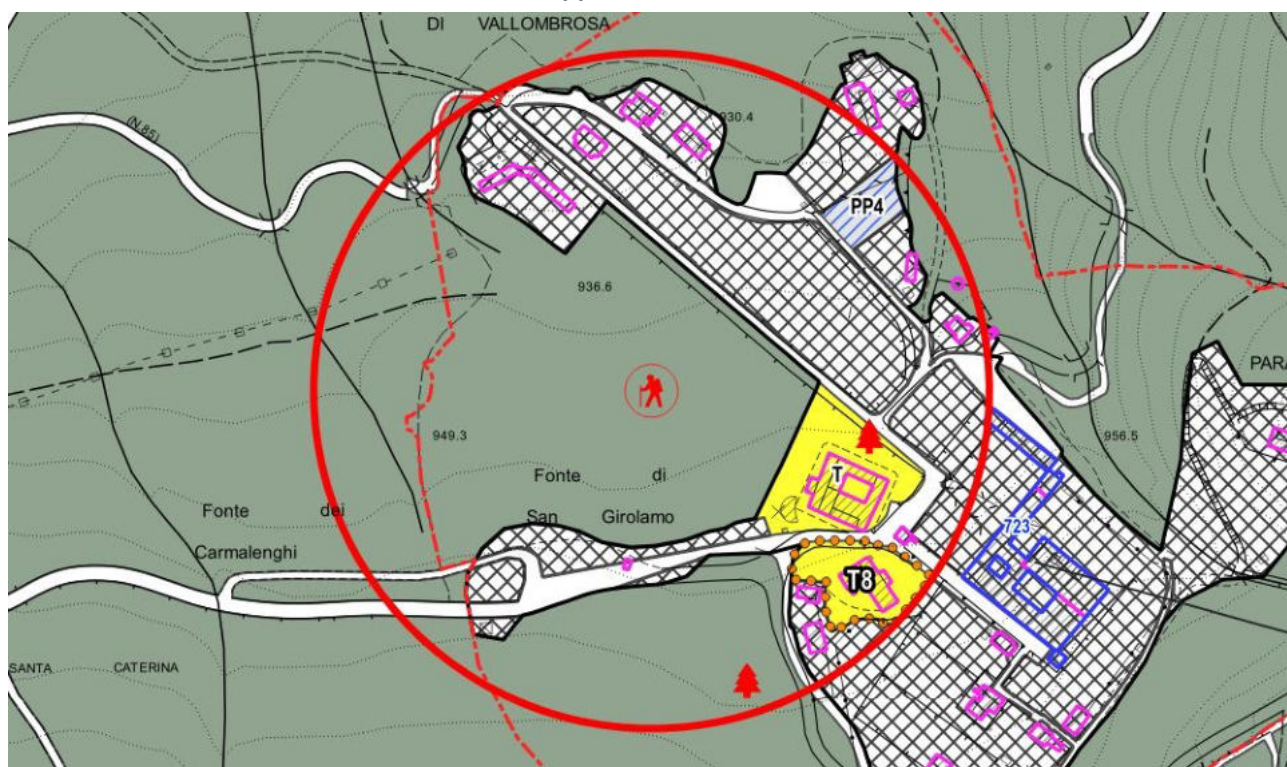 DI VALLOMBROSA
(N.85)
930.4
PP4
936.6
PARA
949.3
956.5
Fonte di
T
Fonte dei
San Girolamo
723
Carmalenghi
T8
SANTA CATERINA